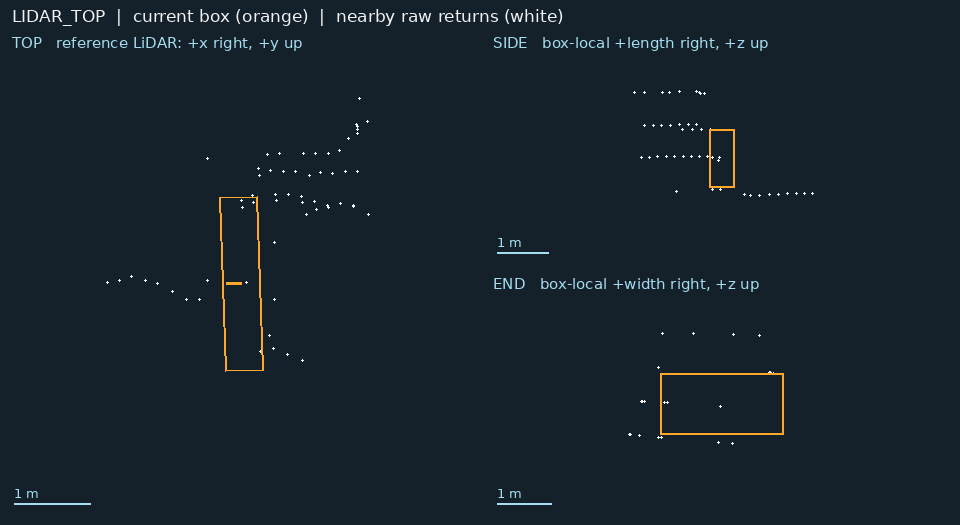 LIDAR_TOP | current box (orange) | nearby raw returns (white)
TOP reference LiDAR: +x right, +y up
SIDE box-local +length right, +z up
1 m
END box-local +width right, +z up
1 m
1 m